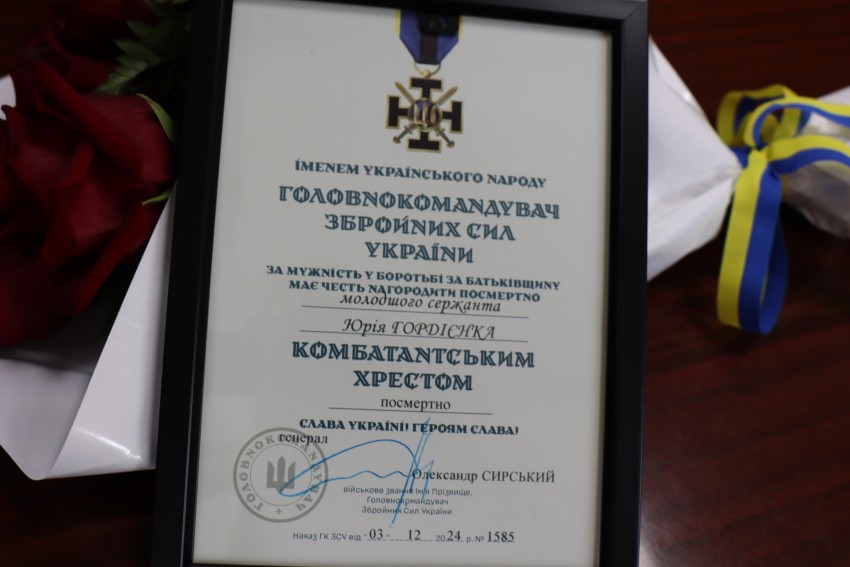 ІМЕНЕМ УКРАЇНСЬКОГО НАРОДУ
ГОЛОВНОКОМАНДУВАЧ
ЗБРОЙНИХ СИЛ
УКРАЇНИ
ЗА МУЖНІСТЬ У БОРОТЬБІ ЗА БАТЬКІВЩИНУ
МАЄ ЧЕСТЬ НАГОРОДИТИ ПОСМЕРТНО
молодшого сержанта
Юрія ГОРДІЄНКА
КОМБАТАНТСЬКИМ
ХРЕСТОМ
посмертно
СЛАВА УКРАЇНІ! ГЕРОЯМ СЛАВА!
генерал
Олександр СИРСЬКИЙ
військове звання Ім'я Прізвище,
Головнокомандувач
Збройних Сил України
ГОЛОВНОКОМАНДУВАЧ
Наказ ГК ЗСУ від 03 12 2024 р. № 1585